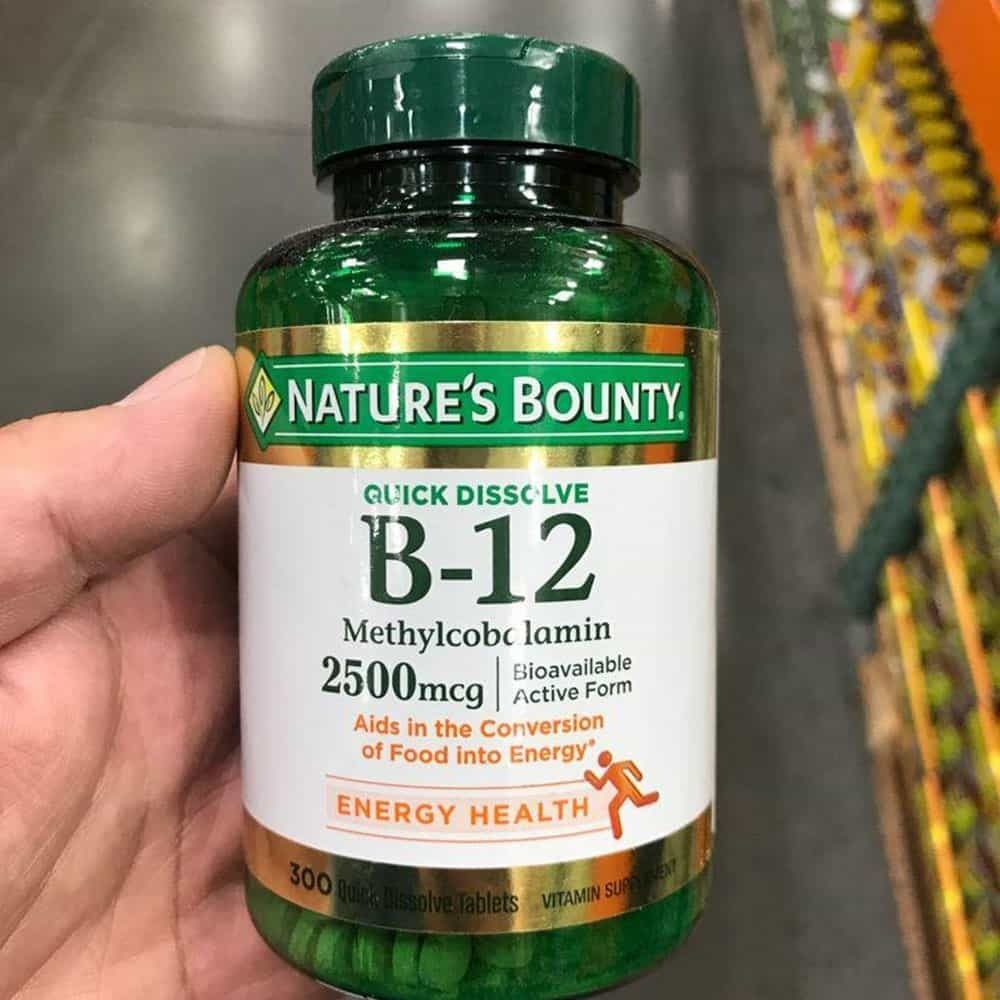 NATURE'S BOUNTY®
QUICK DISSOLVE
B-12
Methylcobalamin
2500mcg
Bioavailable
Active Form
Aids in the Conversion
of Food into Energy*
ENERGY HEALTH
300 Quick Dissolve Tablets
VITAMIN SUPPLEMENT